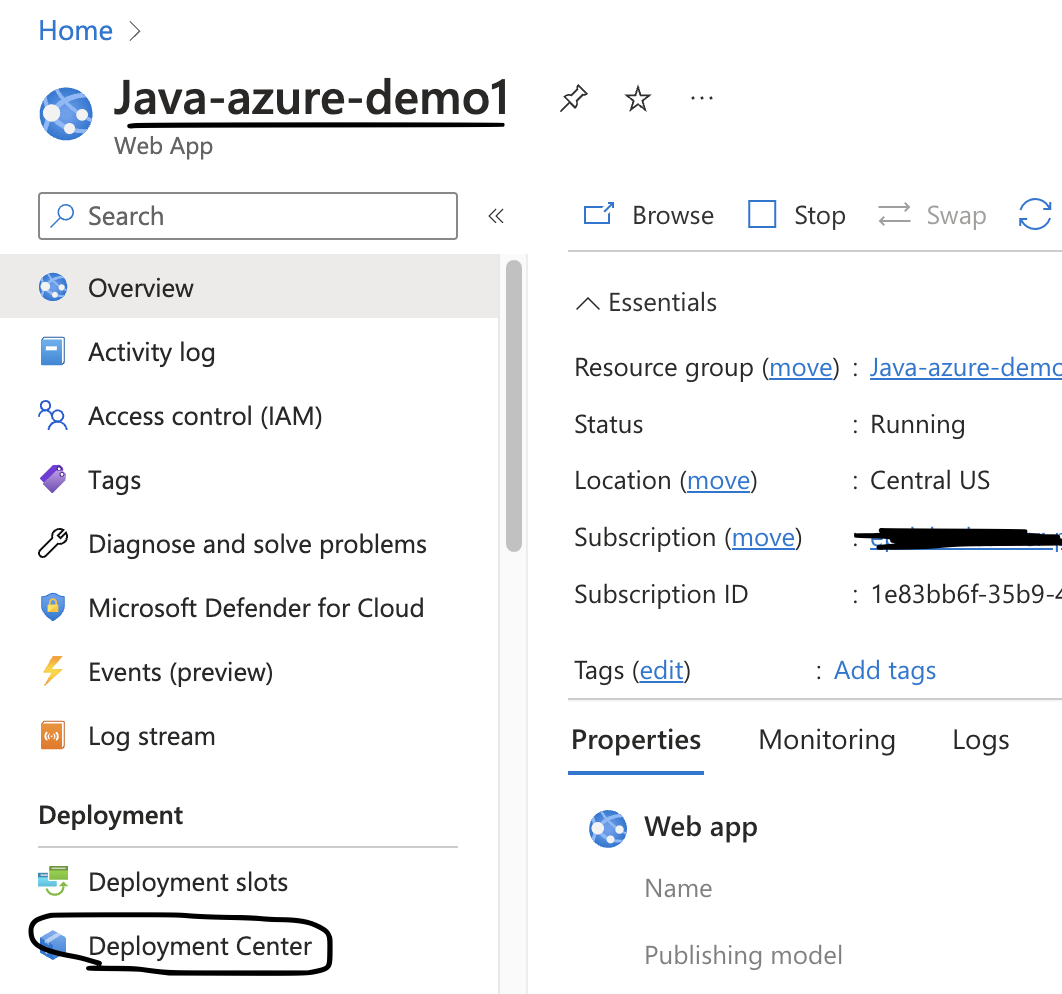 Home
Java-azure-demo1
Web App
Search
Browse
Stop
Swap
Overview
Activity log
Access control (IAM)
Tags
Diagnose and solve problems
Microsoft Defender for Cloud
Events (preview)
Log stream
Deployment
Deployment slots
Deployment Center
Essentials
Resource group (move) : Java-azure-demo
Status : Running
Location (move) : Central US
Subscription (move) :
Subscription ID : 1e83bb6f-35b9-4
Tags (edit) : Add tags
Properties Monitoring Logs
Web app
Name
Publishing model